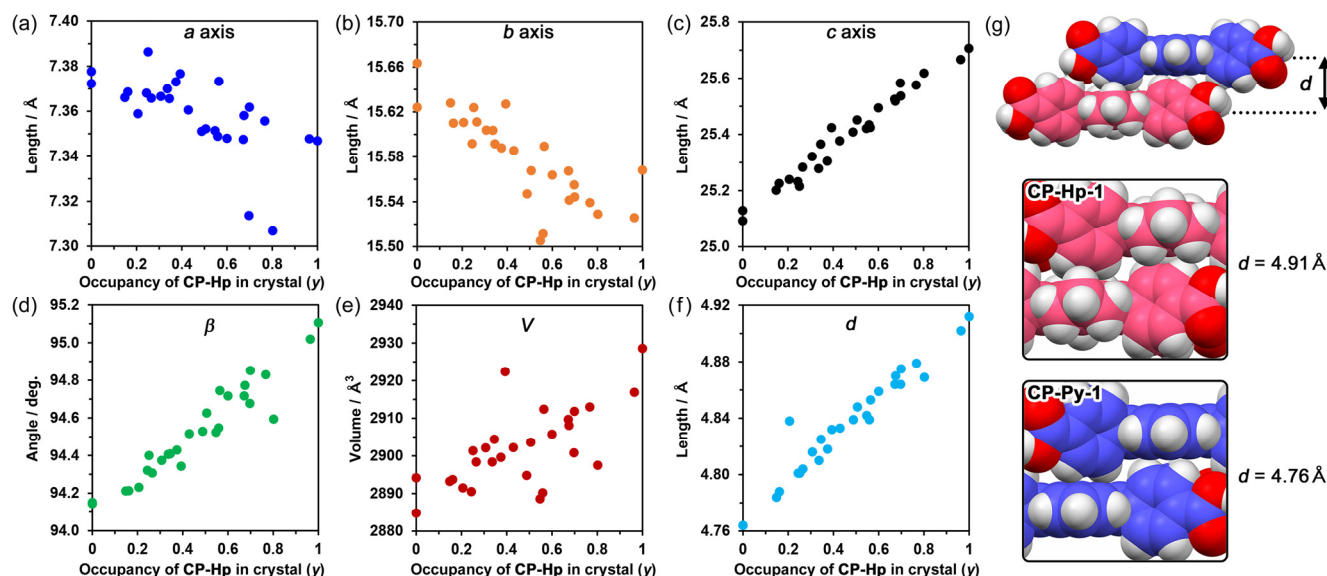 (a)
a axis
7.40
7.38
7.36
7.34
7.32
7.30
Length / Å
0 0.2 0.4 0.6 0.8 1
Occupancy of CP-Hp in crystal (y)
(b)
b axis
15.70
15.66
15.62
15.58
15.54
15.50
Length / Å
0 0.2 0.4 0.6 0.8 1
Occupancy of CP-Hp in crystal (y)
(c)
c axis
25.8
25.6
25.4
25.2
25.0
Length / Å
0 0.2 0.4 0.6 0.8 1
Occupancy of CP-Hp in crystal (y)
(d)
β
95.2
95.0
94.8
94.6
94.4
94.2
94.0
Angle / deg.
0 0.2 0.4 0.6 0.8 1
Occupancy of CP-Hp in crystal (y)
(e)
V
2940
2930
2920
2910
2900
2890
2880
Volume / Å³
0 0.2 0.4 0.6 0.8 1
Occupancy of CP-Hp in crystal (y)
(f)
d
4.92
4.88
4.84
4.80
4.76
Length / Å
0 0.2 0.4 0.6 0.8 1
Occupancy of CP-Hp in crystal (y)
(g)
d
CP-Hp-1
d = 4.91 Å
CP-Py-1
d = 4.76 Å